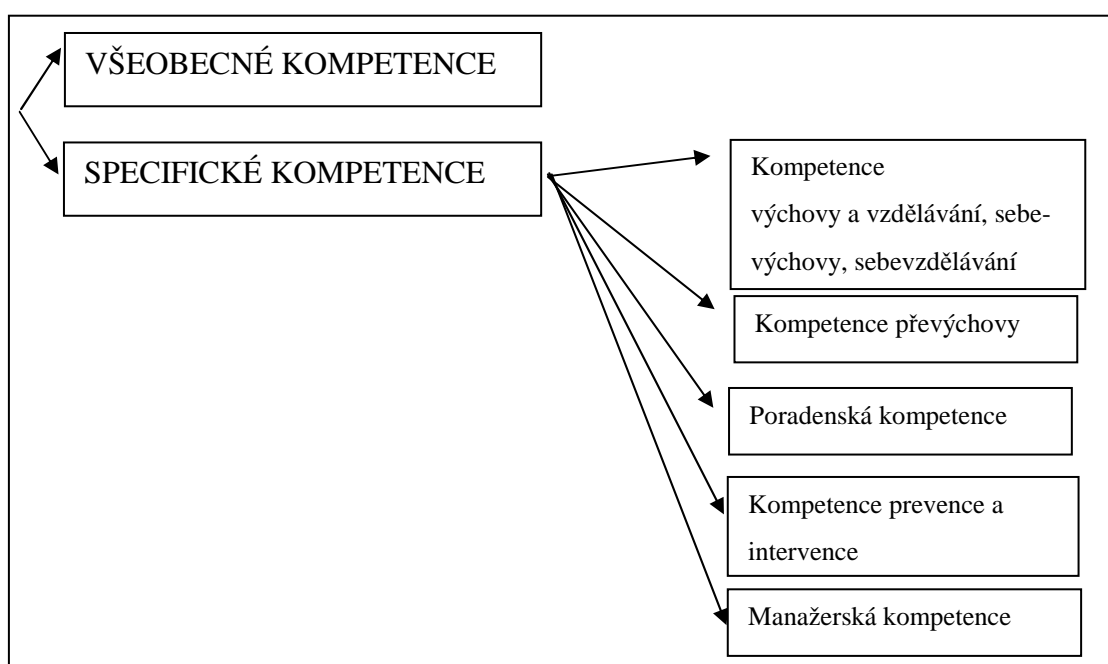 VŠEOBECNÉ KOMPETENCE
SPECIFICKÉ KOMPETENCE
Kompetence
výchovy a vzdělávání, sebe-
výchovy, sebevzdělávání
Kompetence převýchovy
Poradenská kompetence
Kompetence prevence a
intervence
Manažerská kompetence